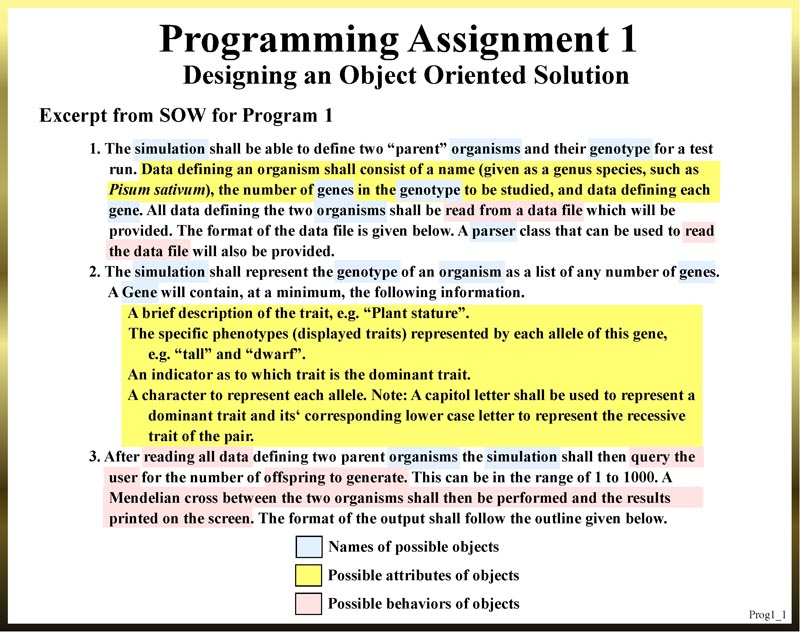 Programming Assignment 1
Designing an Object Oriented Solution
Excerpt from SOW for Program 1
1. The simulation shall be able to define two “parent” organisms and their genotype for a test
run. Data defining an organism shall consist of a name (given as a genus species, such as
Pisum sativum), the number of genes in the genotype to be studied, and data defining each
gene. All data defining the two organisms shall be read from a data file which will be
provided. The format of the data file is given below. A parser class that can be used to read
the data file will also be provided.
2. The simulation shall represent the genotype of an organism as a list of any number of genes.
A Gene will contain, at a minimum, the following information.
A brief description of the trait, e.g. “Plant stature”.
The specific phenotypes (displayed traits) represented by each allele of this gene,
e.g. “tall” and “dwarf”.
An indicator as to which trait is the dominant trait.
A character to represent each allele. Note: A capitol letter shall be used to represent a
dominant trait and its‘ corresponding lower case letter to represent the recessive
trait of the pair.
3. After reading all data defining two parent organisms the simulation shall then query the
user for the number of offspring to generate. This can be in the range of 1 to 1000. A
Mendelian cross between the two organisms shall then be performed and the results
printed on the screen. The format of the output shall follow the outline given below.
Names of possible objects
Possible attributes of objects
Possible behaviors of objects
Prog1_1